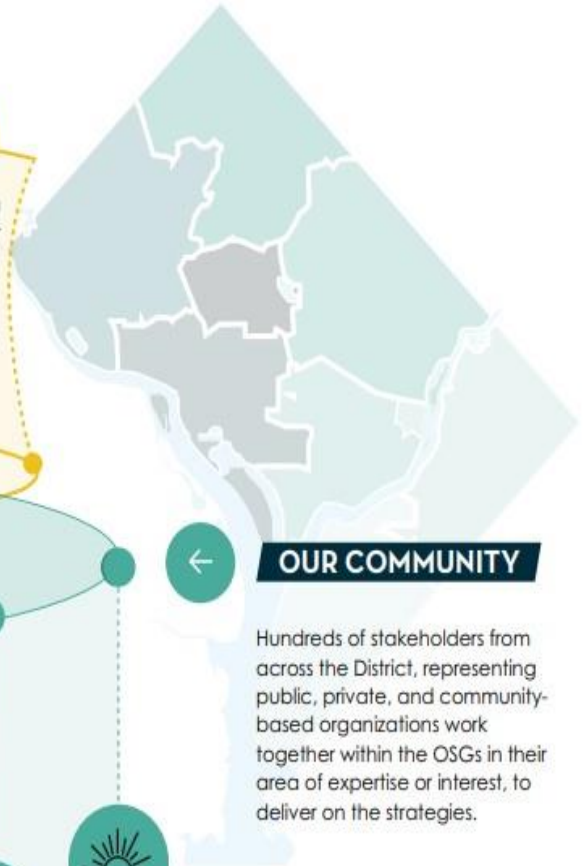 OUR COMMUNITY
Hundreds of stakeholders from
across the District, representing
public, private, and community-
based organizations work
together within the OSGs in their
area of expertise or interest, to
deliver on the strategies.